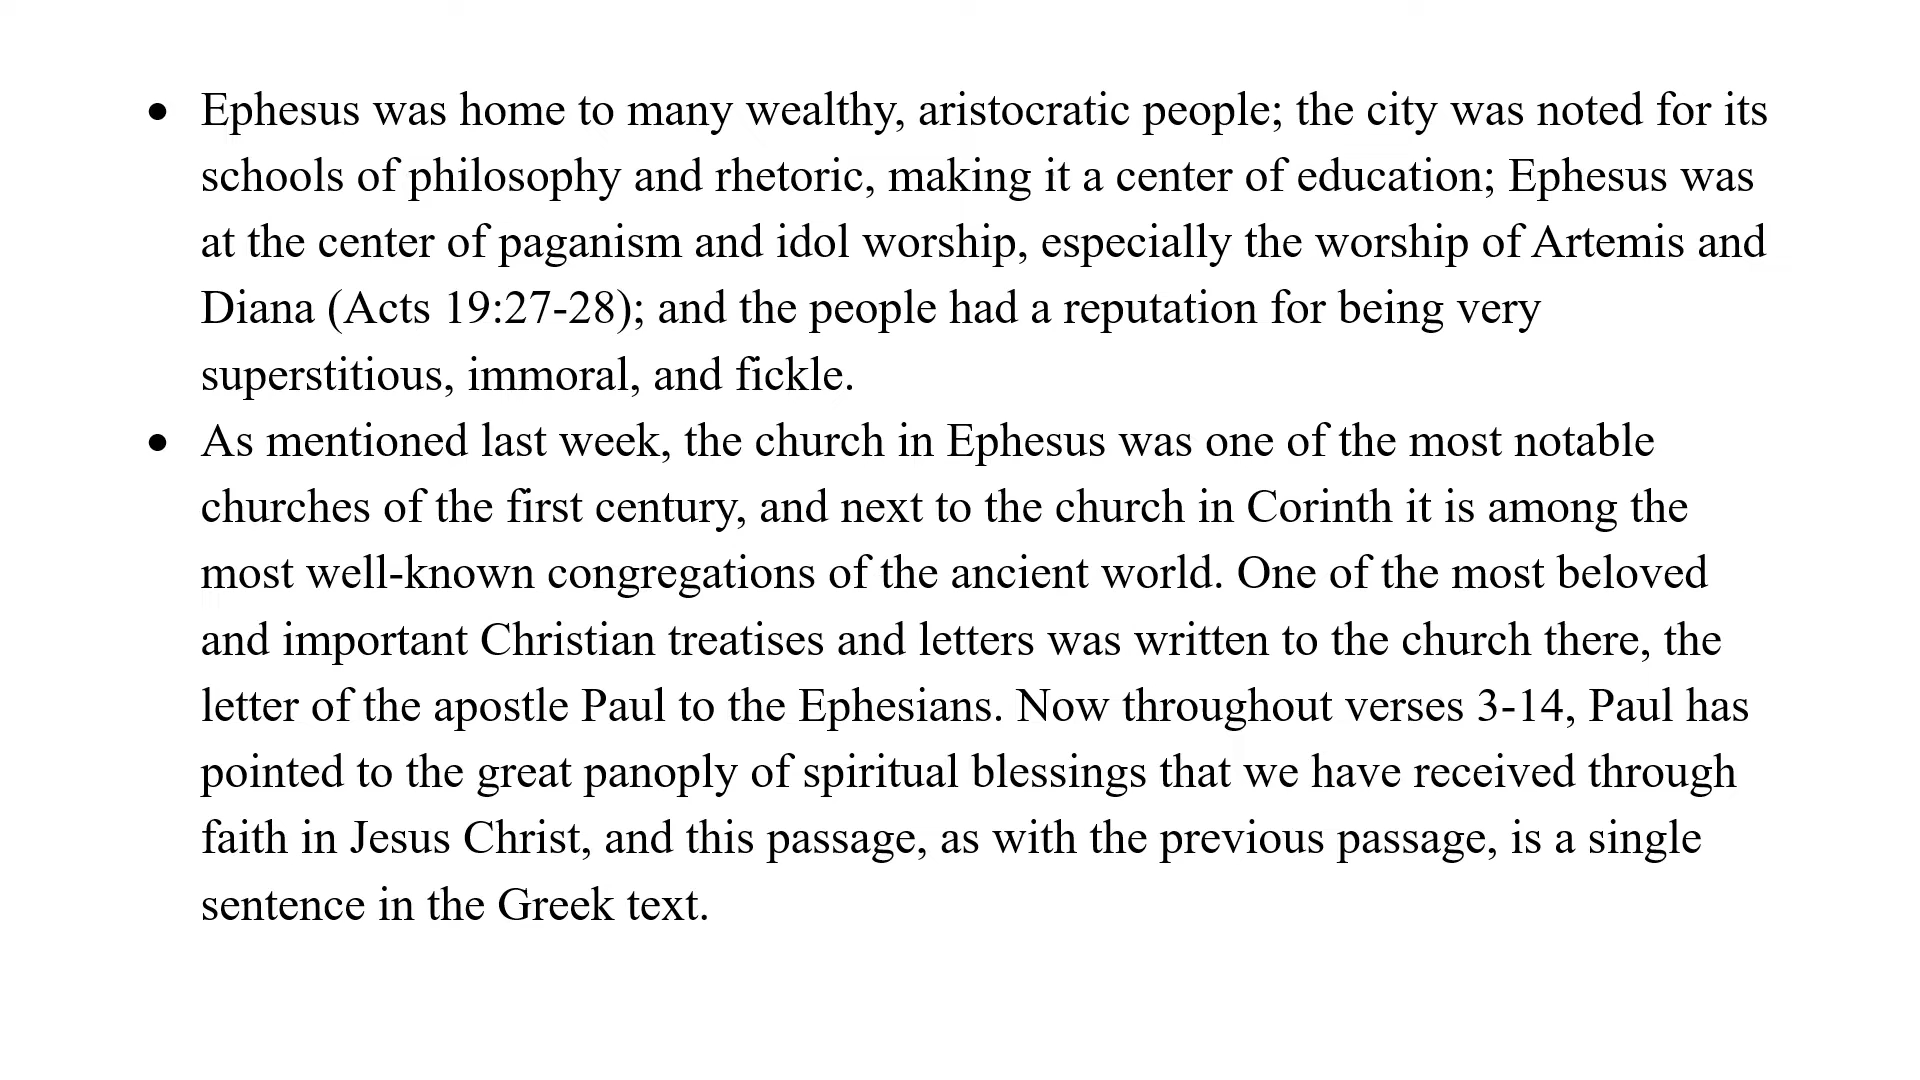 • Ephesus was home to many wealthy, aristocratic people; the city was noted for its
schools of philosophy and rhetoric, making it a center of education; Ephesus was
at the center of paganism and idol worship, especially the worship of Artemis and
Diana (Acts 19:27-28); and the people had a reputation for being very
superstitious, immoral, and fickle.
• As mentioned last week, the church in Ephesus was one of the most notable
churches of the first century, and next to the church in Corinth it is among the
most well-known congregations of the ancient world. One of the most beloved
and important Christian treatises and letters was written to the church there, the
letter of the apostle Paul to the Ephesians. Now throughout verses 3-14, Paul has
pointed to the great panoply of spiritual blessings that we have received through
faith in Jesus Christ, and this passage, as with the previous passage, is a single
sentence in the Greek text.